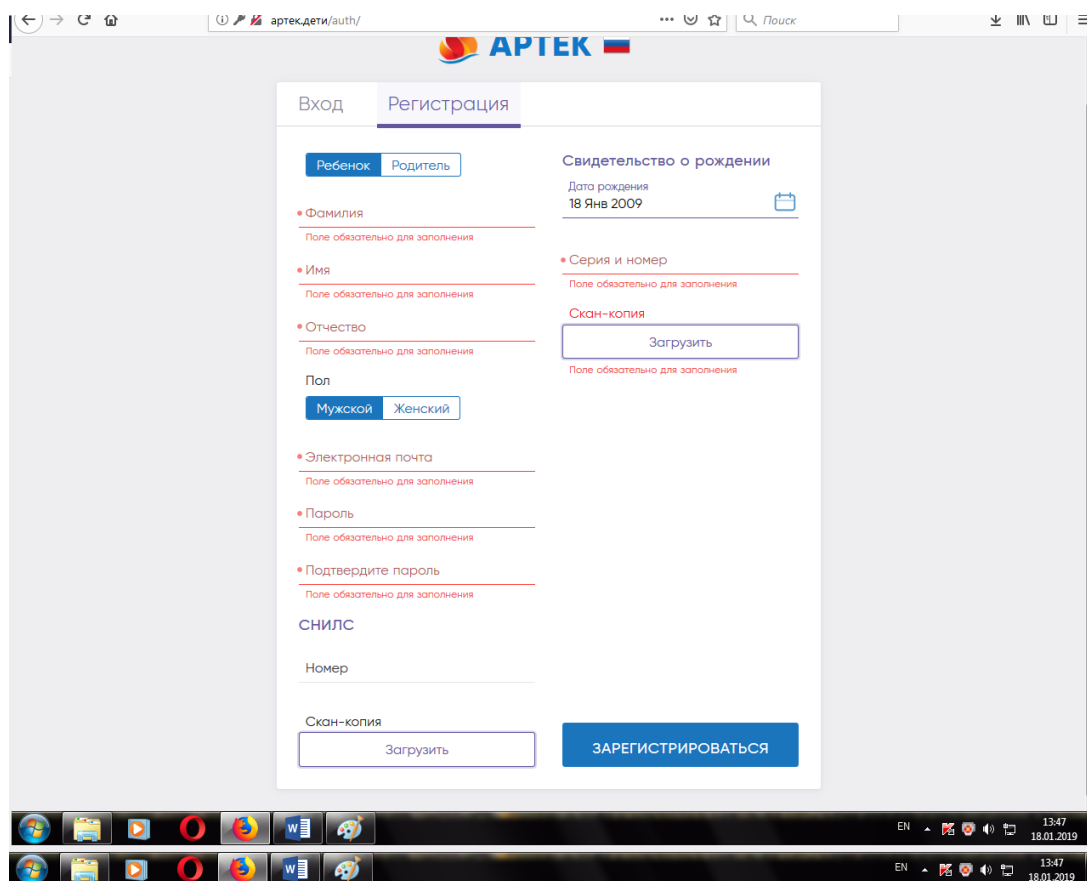 артек.дети/auth/
Поиск
АРТЕК
Вход Регистрация
Ребенок Родитель
• Фамилия
Поле обязательно для заполнения
• Имя
Поле обязательно для заполнения
• Отчество
Поле обязательно для заполнения
Пол
Мужской Женский
• Электронная почта
Поле обязательно для заполнения
• Пароль
Поле обязательно для заполнения
• Подтвердите пароль
Поле обязательно для заполнения
СНИЛС
Номер
Скан-копия
Загрузить
Свидетельство о рождении
Дата рождения
18 Янв 2009
• Серия и номер
Поле обязательно для заполнения
Скан-копия
Загрузить
Поле обязательно для заполнения
ЗАРЕГИСТРИРОВАТЬСЯ
EN 13:47
18.01.2019
EN 13:47
18.01.2019